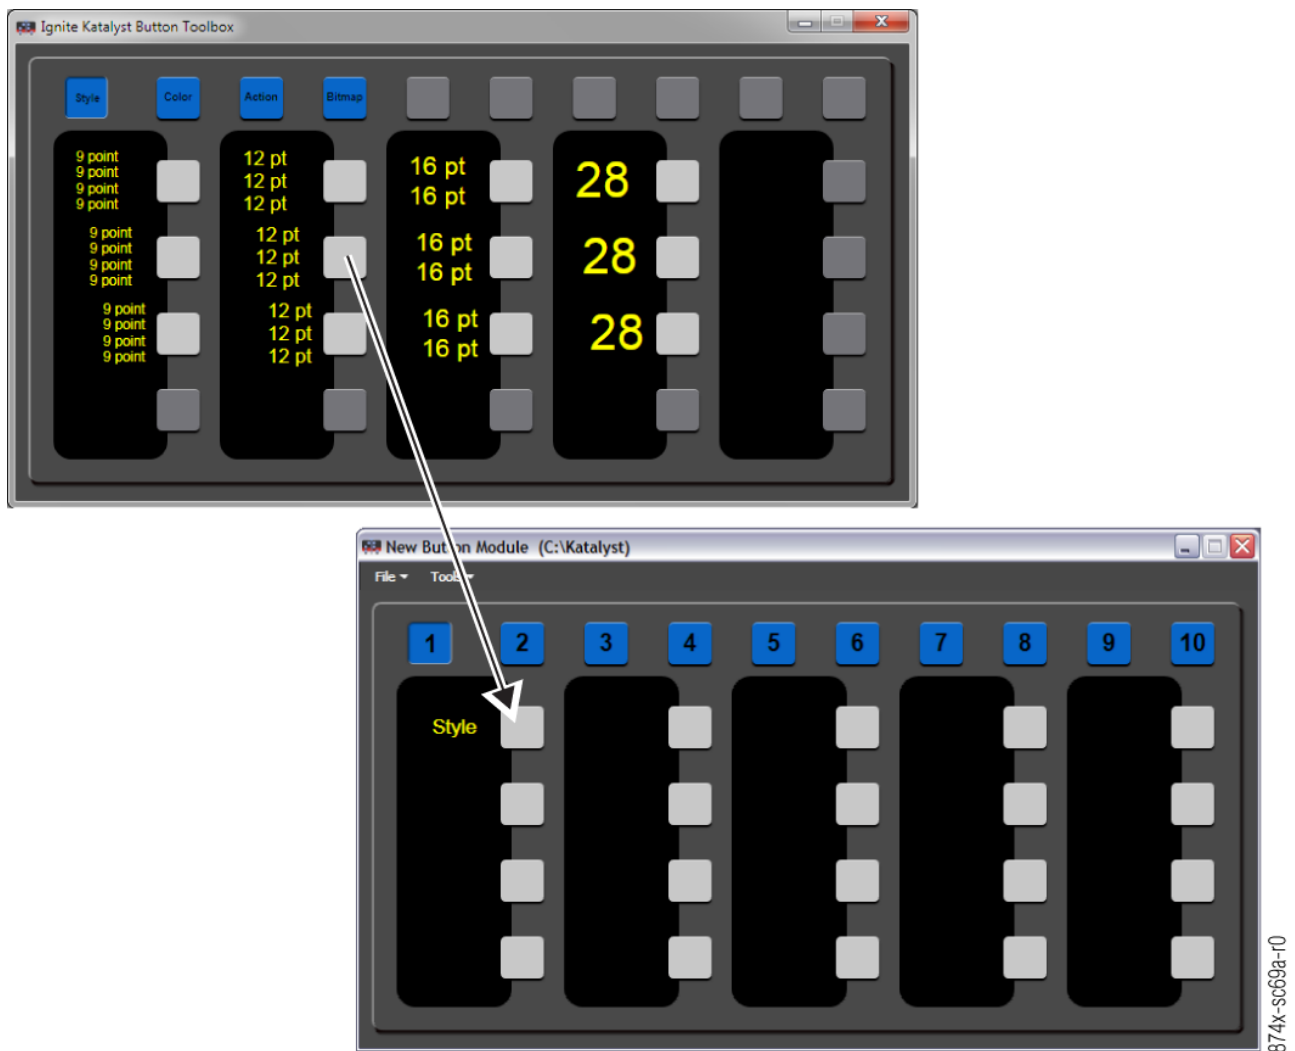 Ignite Katalyst Button Toolbox
Style Color Action Bitmap
9 point
9 point
9 point
9 point
12 pt
12 pt
12 pt
16 pt
16 pt
28
9 point
9 point
9 point
9 point
12 pt
12 pt
12 pt
16 pt
16 pt
28
9 point
9 point
9 point
9 point
12 pt
12 pt
12 pt
16 pt
16 pt
28
New Button Module (C:\Katalyst)
File Tools
1 2 3 4 5 6 7 8 9 10
Style
874x-sc69a-r0